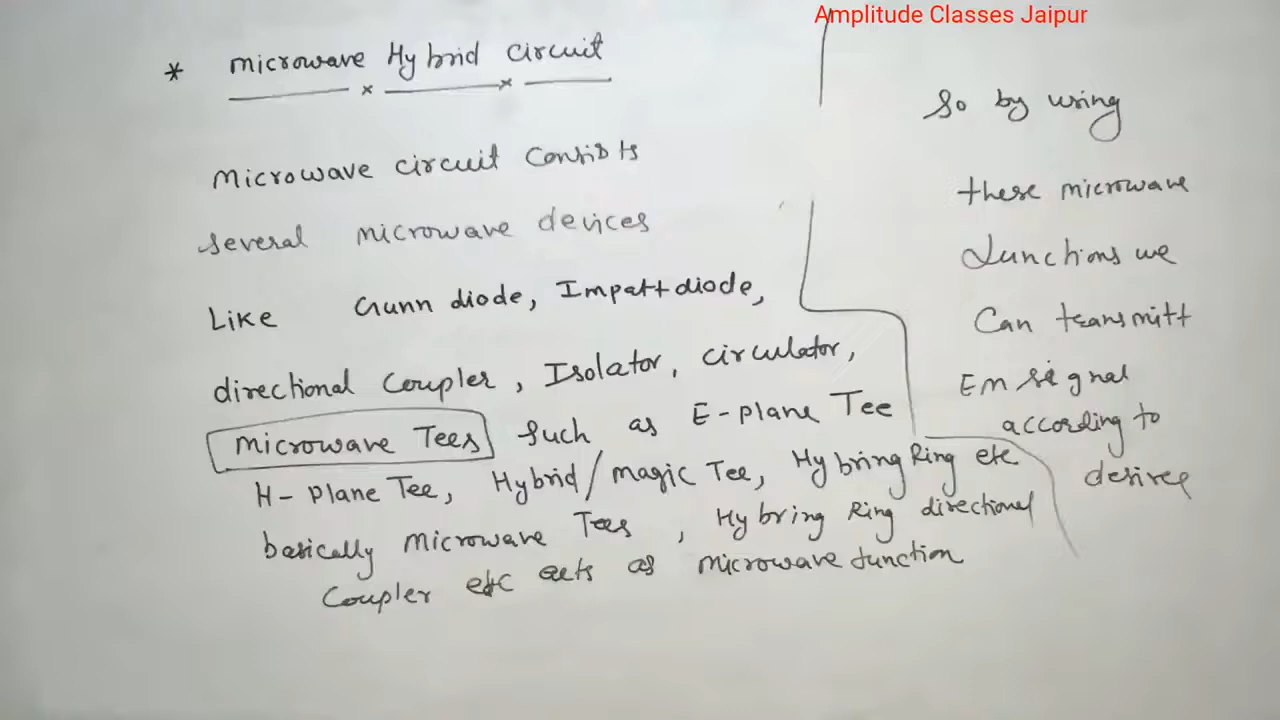 Amplitude Classes Jaipur
* Microwave Hybrid Circuit
Microwave circuit Consists
Several microwave devices
Like Gunn diode, Impatt diode,
directional Coupler, Isolator, circulator,
Microwave Tees Such as E-plane Tee
H-plane Tee, Hybrid/magic Tee, Hybring Ring etc
basically Microwave Tees, Hybring Ring directional
Coupler etc acts as microwave Junction
So by using
these microwave
Junctions we
Can transmitt
Em signal
according to
desiree